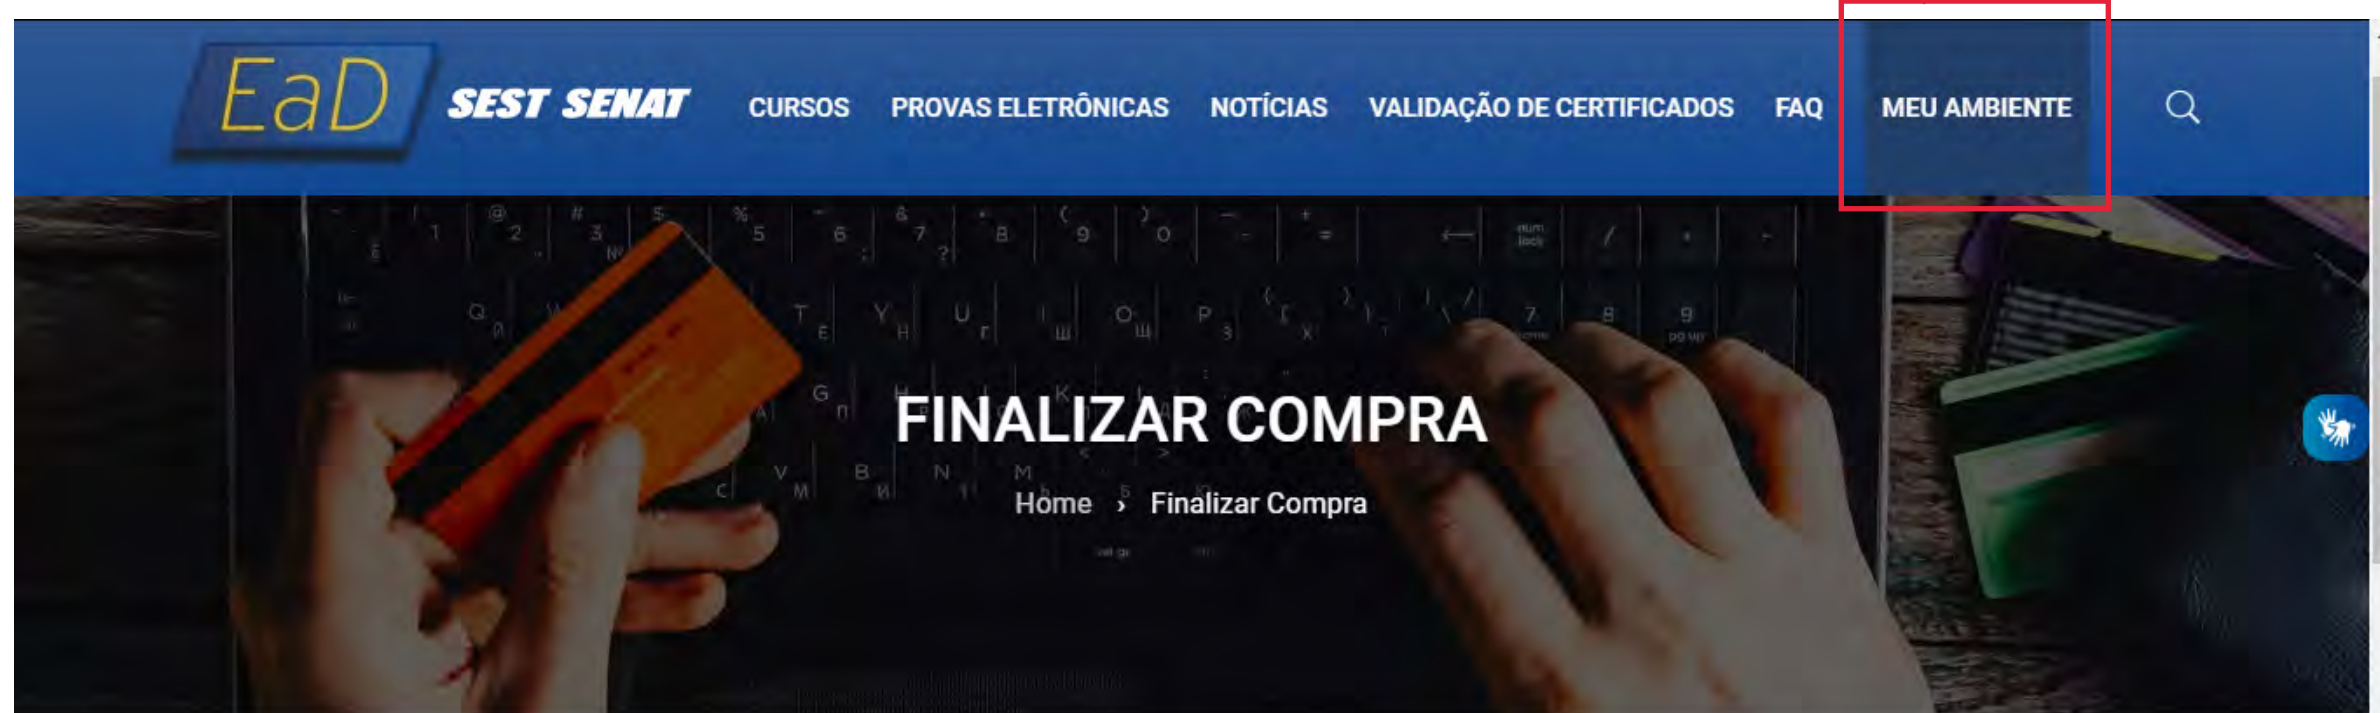 EaD SEST SENAT CURSOS PROVAS ELETRÔNICAS NOTÍCIAS VALIDAÇÃO DE CERTIFICADOS FAQ MEU AMBIENTE
FINALIZAR COMPRA
Home › Finalizar Compra